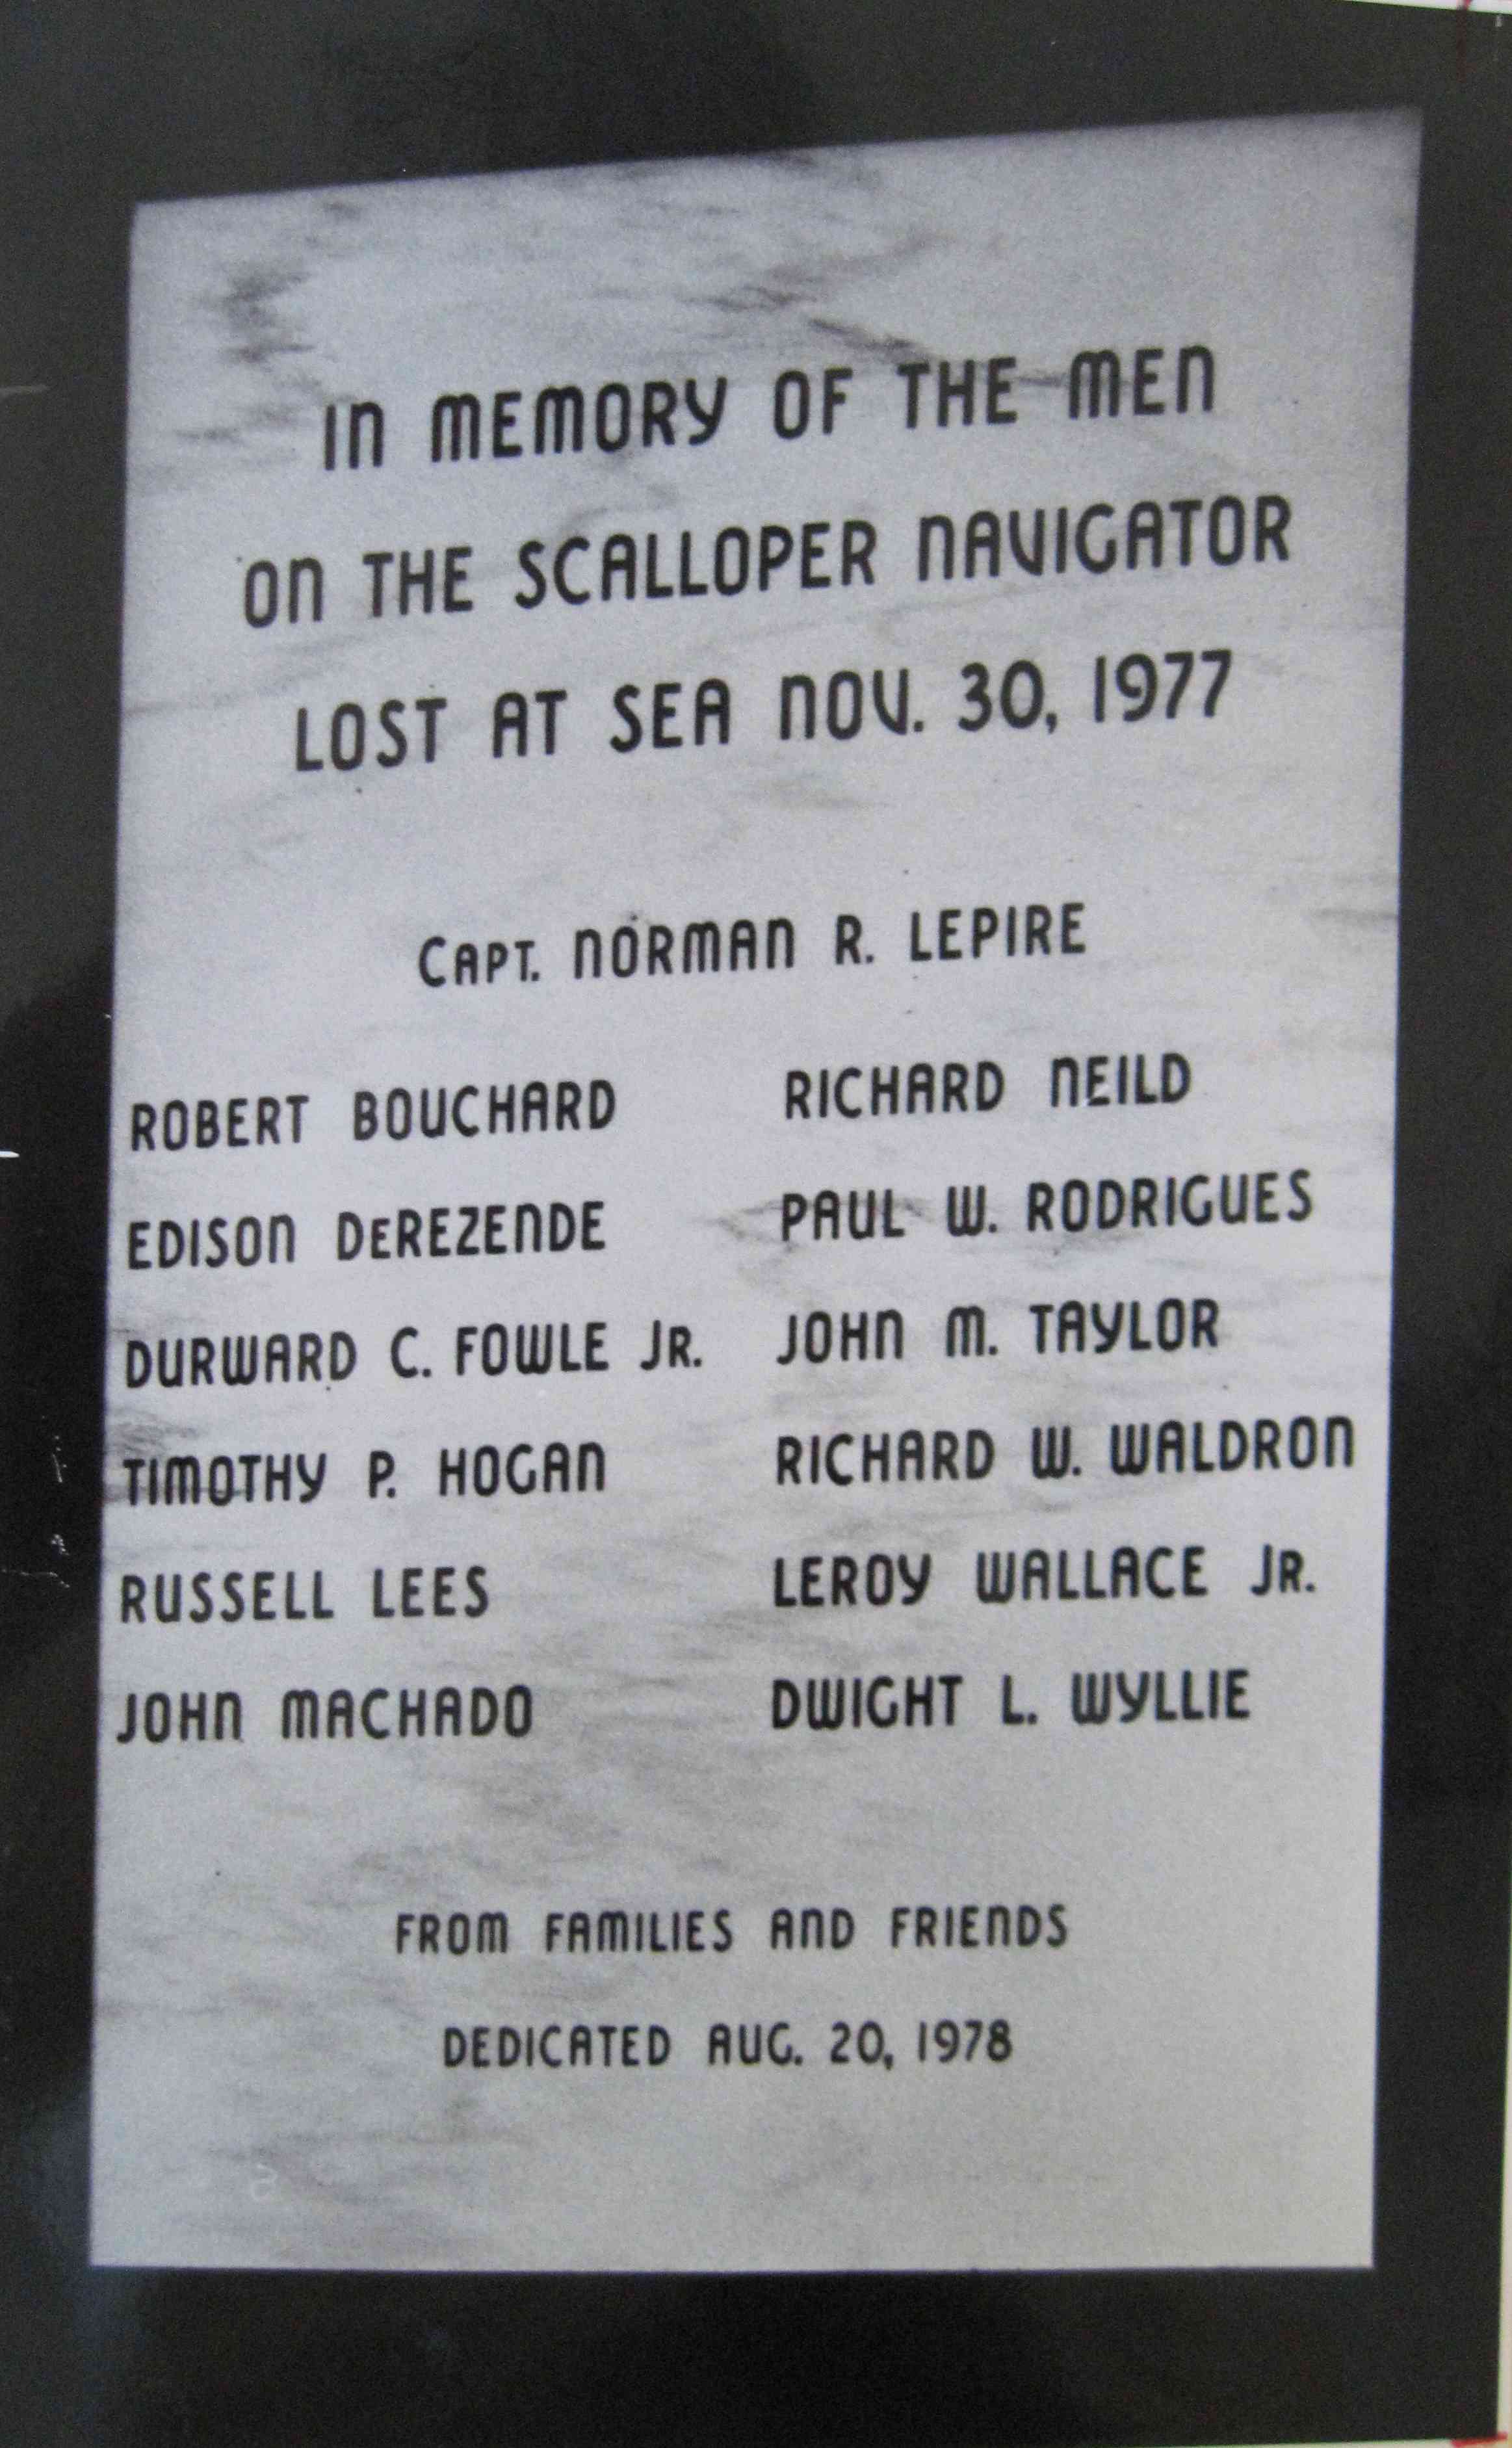 IN MEMORY OF THE MEN
ON THE SCALLOPER NAVIGATOR
LOST AT SEA NOV. 30, 1977
CAPT. NORMAN R. LEPIRE
ROBERT BOUCHARD RICHARD NEILD
EDISON DEREZENDE PAUL W. RODRIGUES
DURWARD C. FOWLE JR. JOHN M. TAYLOR
TIMOTHY P. HOGAN RICHARD W. WALDRON
RUSSELL LEES LEROY WALLACE JR.
JOHN MACHADO DWIGHT L. WYLLIE
FROM FAMILIES AND FRIENDS
DEDICATED AUG. 20, 1978